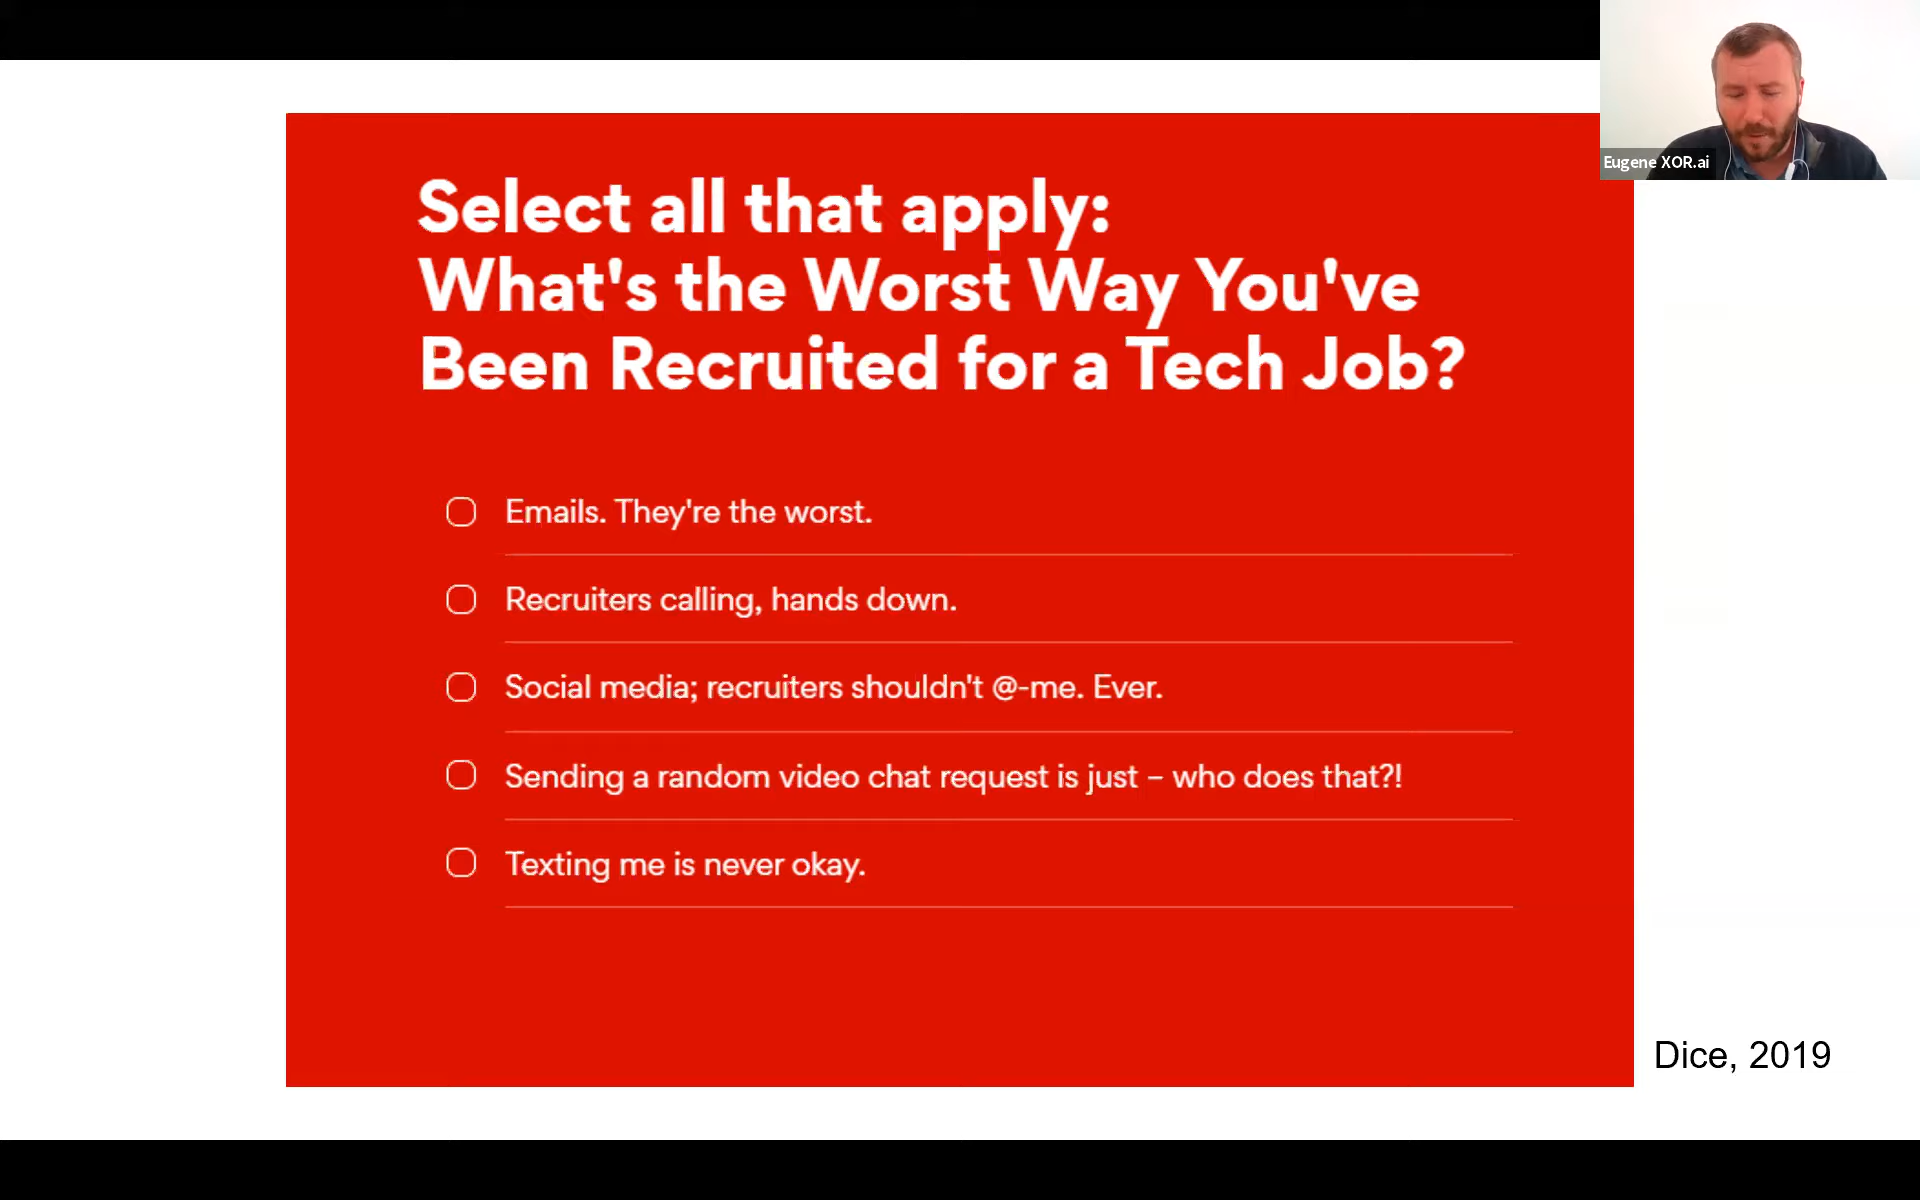 Eugene XOR.ai
Select all that apply:
What's the Worst Way You've
Been Recruited for a Tech Job?
Emails. They're the worst.
Recruiters calling, hands down.
Social media; recruiters shouldn't @-me. Ever.
Sending a random video chat request is just – who does that?!
Texting me is never okay.
Dice, 2019